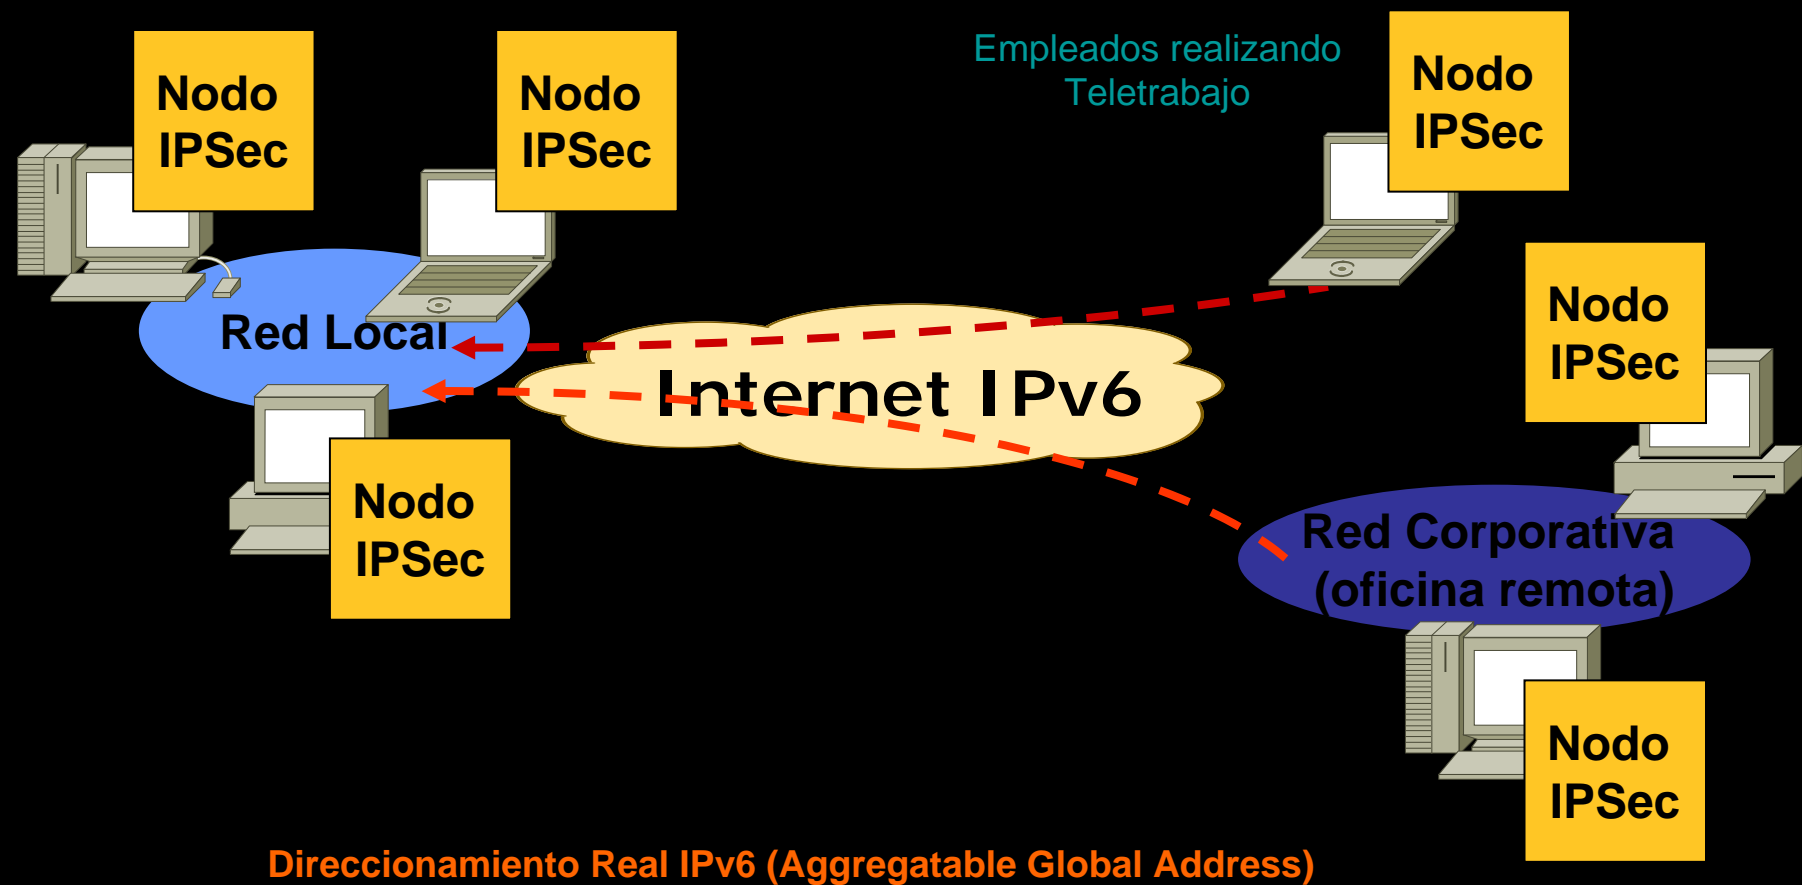 Nodo
IPSec
Nodo
IPSec
Empleados realizando
Teletrabajo
Nodo
IPSec
Red Local
Internet IPv6
Nodo
IPSec
Nodo
IPSec
Red Corporativa
(oficina remota)
Nodo
IPSec
Direccionamiento Real IPv6 (Aggregatable Global Address)